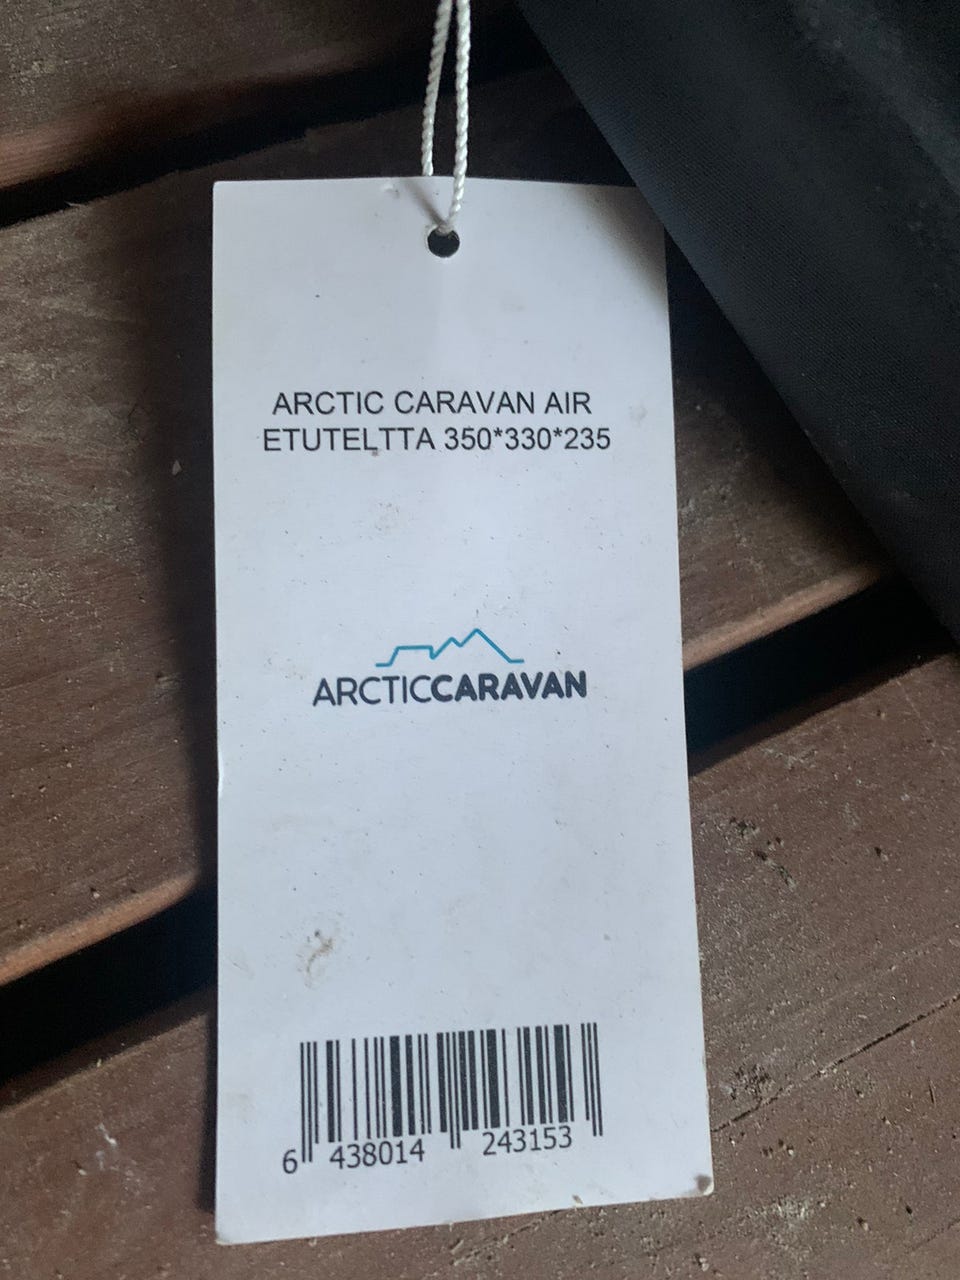 ARCTIC CARAVAN AIR
ETUTELTTA 350*330*235
ARCTICCARAVAN
6 438014 243153